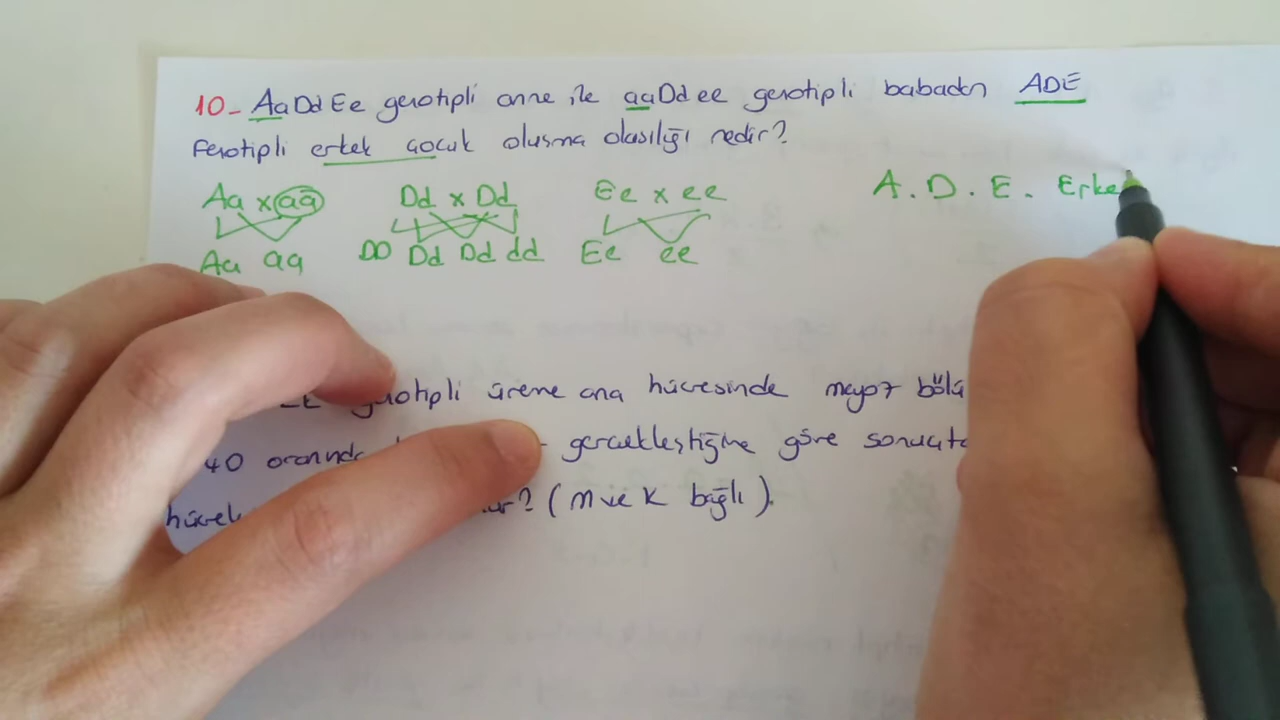 10- AaDdEe genotipli anne ile aaDdee genotipli babadan ADE
Fenotipli erkek çocuk oluşma olasılığı nedir?
Aa x aa Dd x Dd Ee x ee A. D. E. Erke
Aa aa DD Dd Dd dd Ee ee
genotipli üreme ana hücresinde mayoz bölü
40 oranında gerçekleştiğine göre sonuçta
hücre ? (M ve K bağlı).